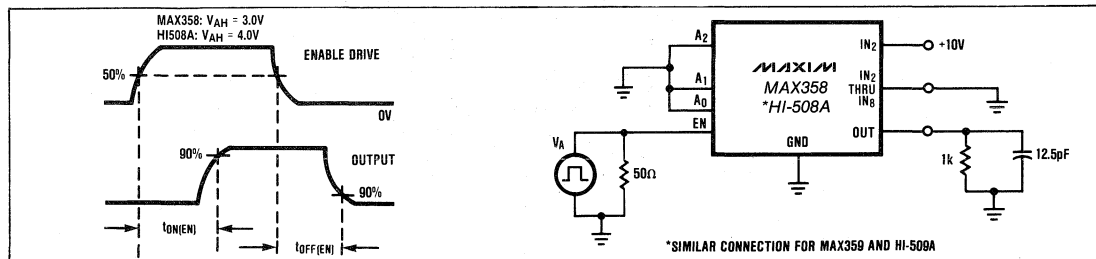 MAX358: VAH = 3.0V
HI508A: VAH = 4.0V
ENABLE DRIVE
50%
0V
90%
OUTPUT
90%
tON(EN)
tOFF(EN)
A2
A1
A0
EN
VA
50Ω
MAXIM
MAX358
*HI-508A
GND
IN2
+10V
IN2
THRU
IN8
OUT
1k
12.5pF
*SIMILAR CONNECTION FOR MAX359 AND HI-509A